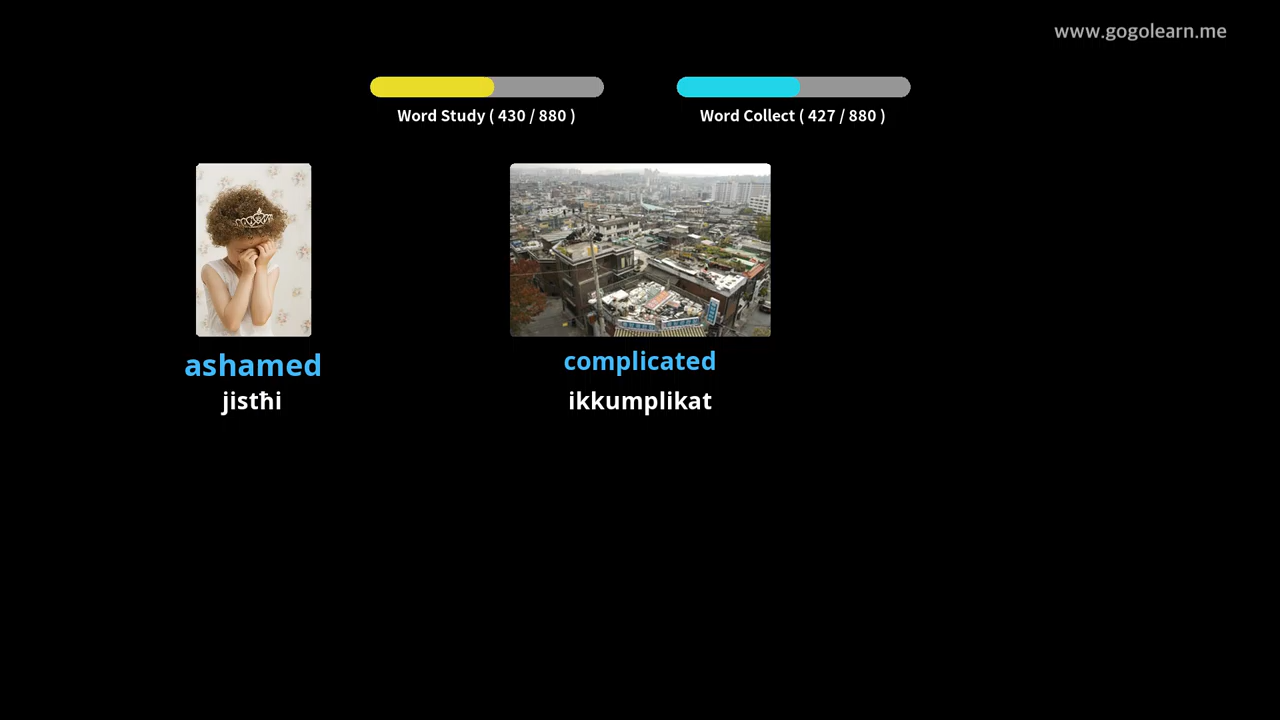 www.gogolearn.me
Word Study ( 430 / 880 )
Word Collect ( 427 / 880 )
ashamed
jistħi
complicated
ikkumplikat